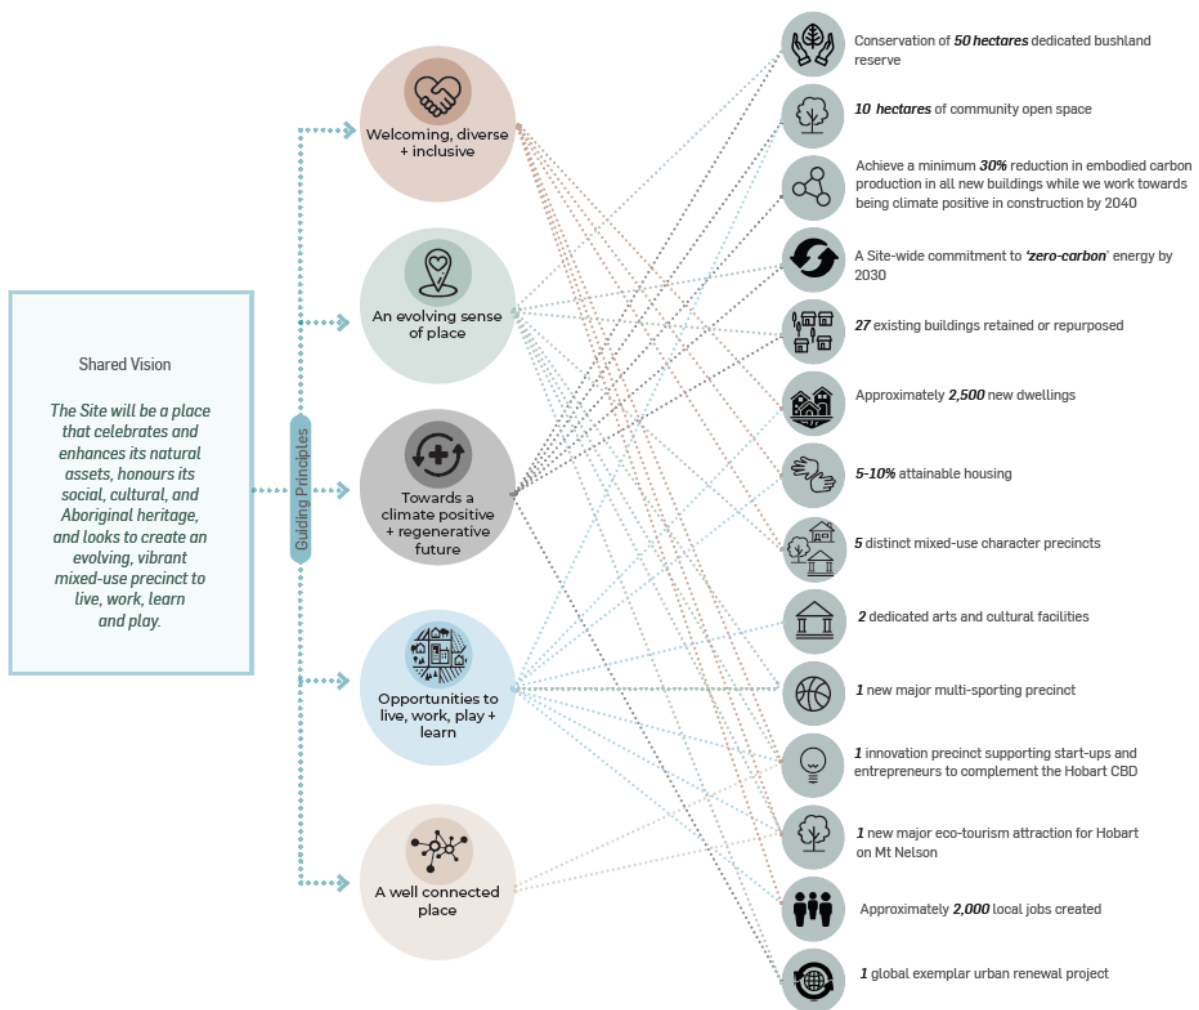 Shared Vision
The Site will be a place
that celebrates and
enhances its natural
assets, honours its
social, cultural, and
Aboriginal heritage,
and looks to create an
evolving, vibrant
mixed-use precinct to
live, work, learn
and play.
Guiding Principles
Welcoming, diverse
+ inclusive
An evolving sense
of place
Towards a
climate positive
+ regenerative
future
Opportunities to
live, work, play +
learn
A well connected
place
Conservation of 50 hectares dedicated bushland
reserve
10 hectares of community open space
Achieve a minimum 30% reduction in embodied carbon
production in all new buildings while we work towards
being climate positive in construction by 2040
A Site-wide commitment to 'zero-carbon' energy by
2030
27 existing buildings retained or repurposed
Approximately 2,500 new dwellings
5-10% attainable housing
5 distinct mixed-use character precincts
2 dedicated arts and cultural facilities
1 new major multi-sporting precinct
1 innovation precinct supporting start-ups and
entrepreneurs to complement the Hobart CBD
1 new major eco-tourism attraction for Hobart
on Mt Nelson
Approximately 2,000 local jobs created
1 global exemplar urban renewal project